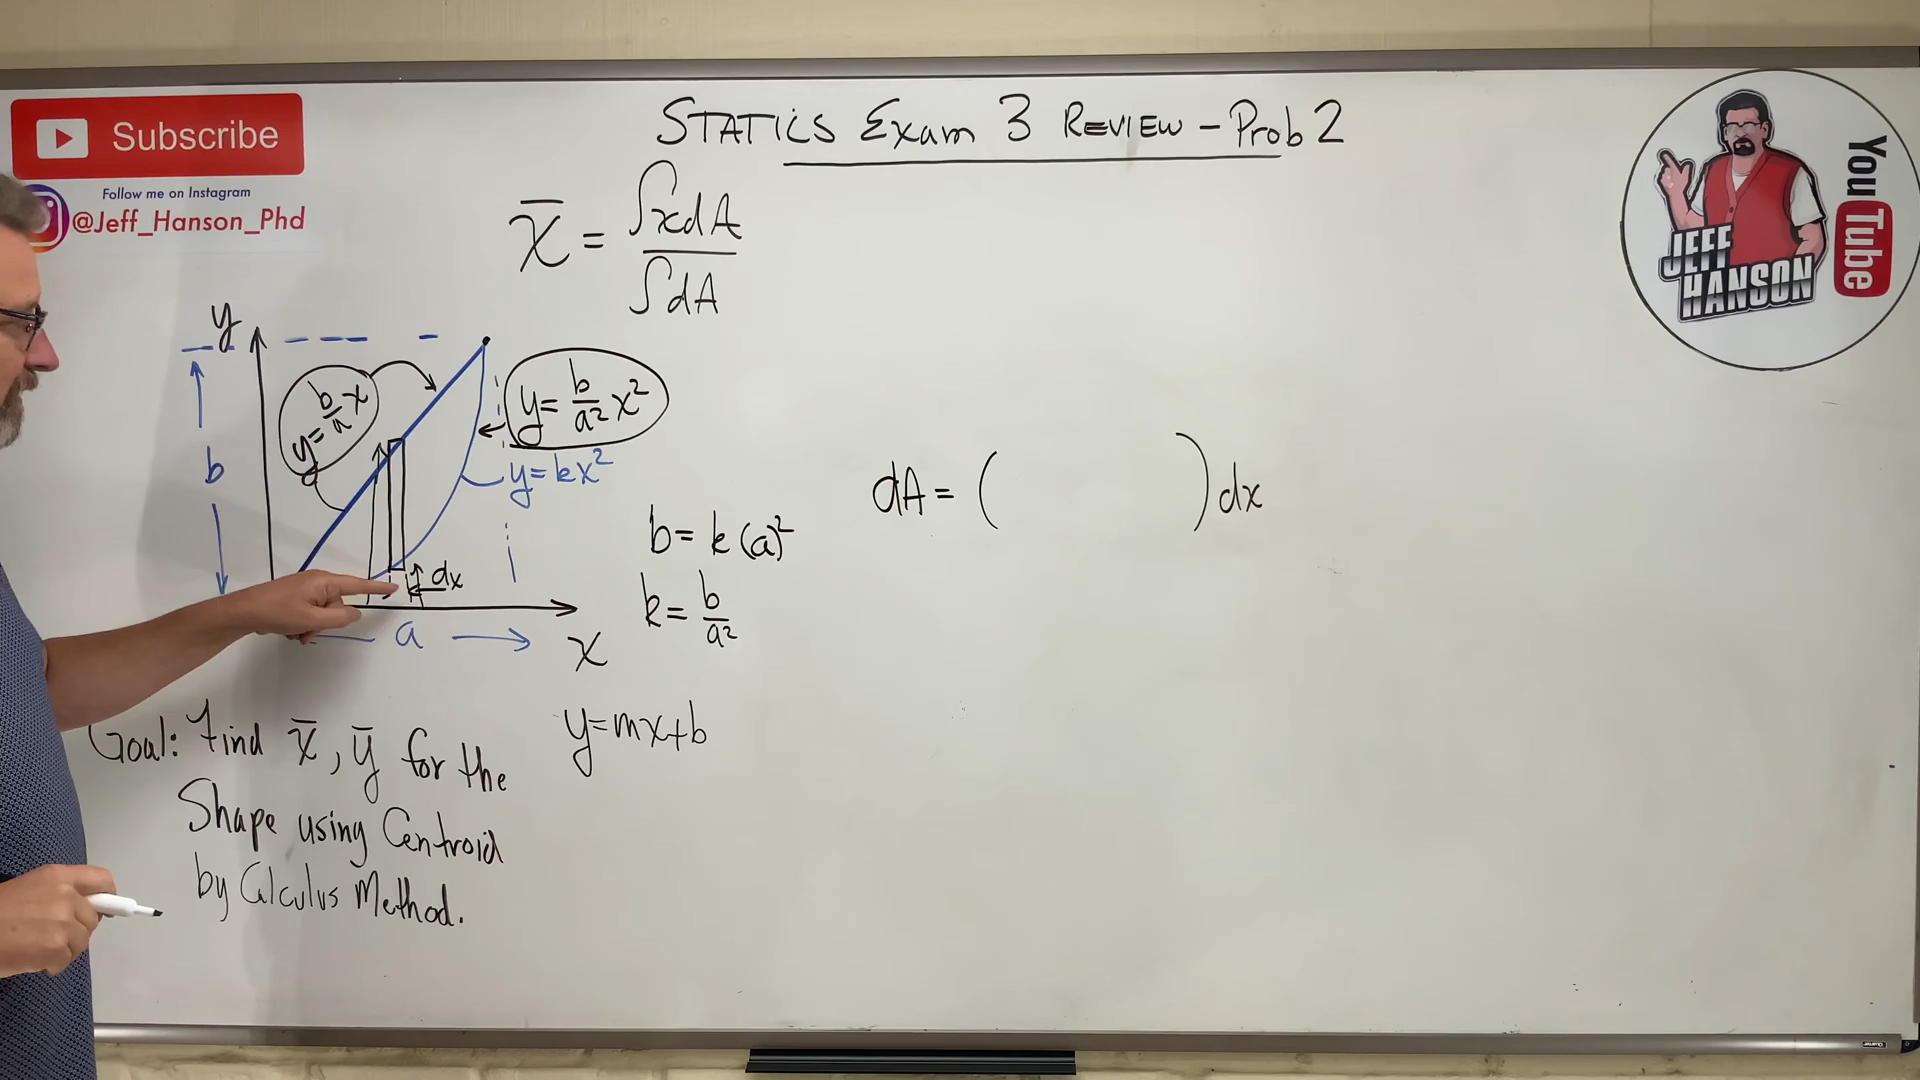 STATICS Exam 3 REVIEW - Prob 2
Subscribe
Follow me on Instagram
@Jeff_Hanson_Phd
x̄ = ∫xdA / ∫dA
YouTube
JEFF HANSON
y
b
y = b/a x
y = b/a² x²
y = kx²
dx
a
x
b = k(a)²
k = b/a²
dA = ( ) dx
y = mx + b
Goal: Find x̄, ȳ for the
Shape using Centroid
by Calculus Method.